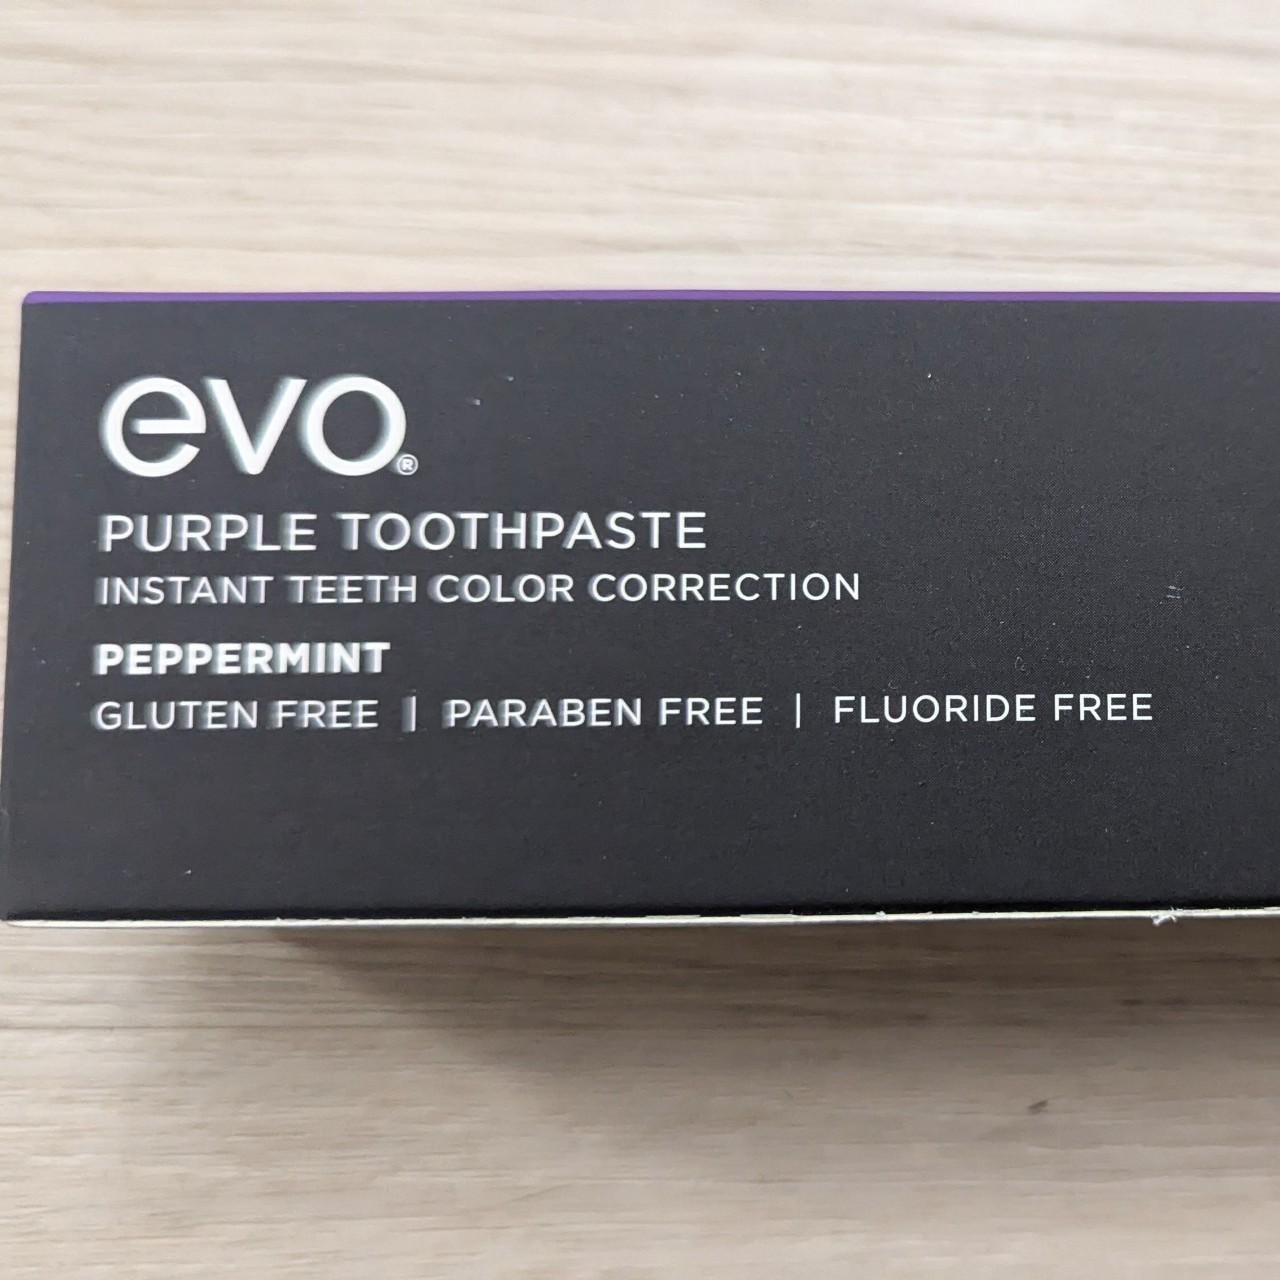 evo®
PURPLE TOOTHPASTE
INSTANT TEETH COLOR CORRECTION
PEPPERMINT
GLUTEN FREE | PARABEN FREE | FLUORIDE FREE